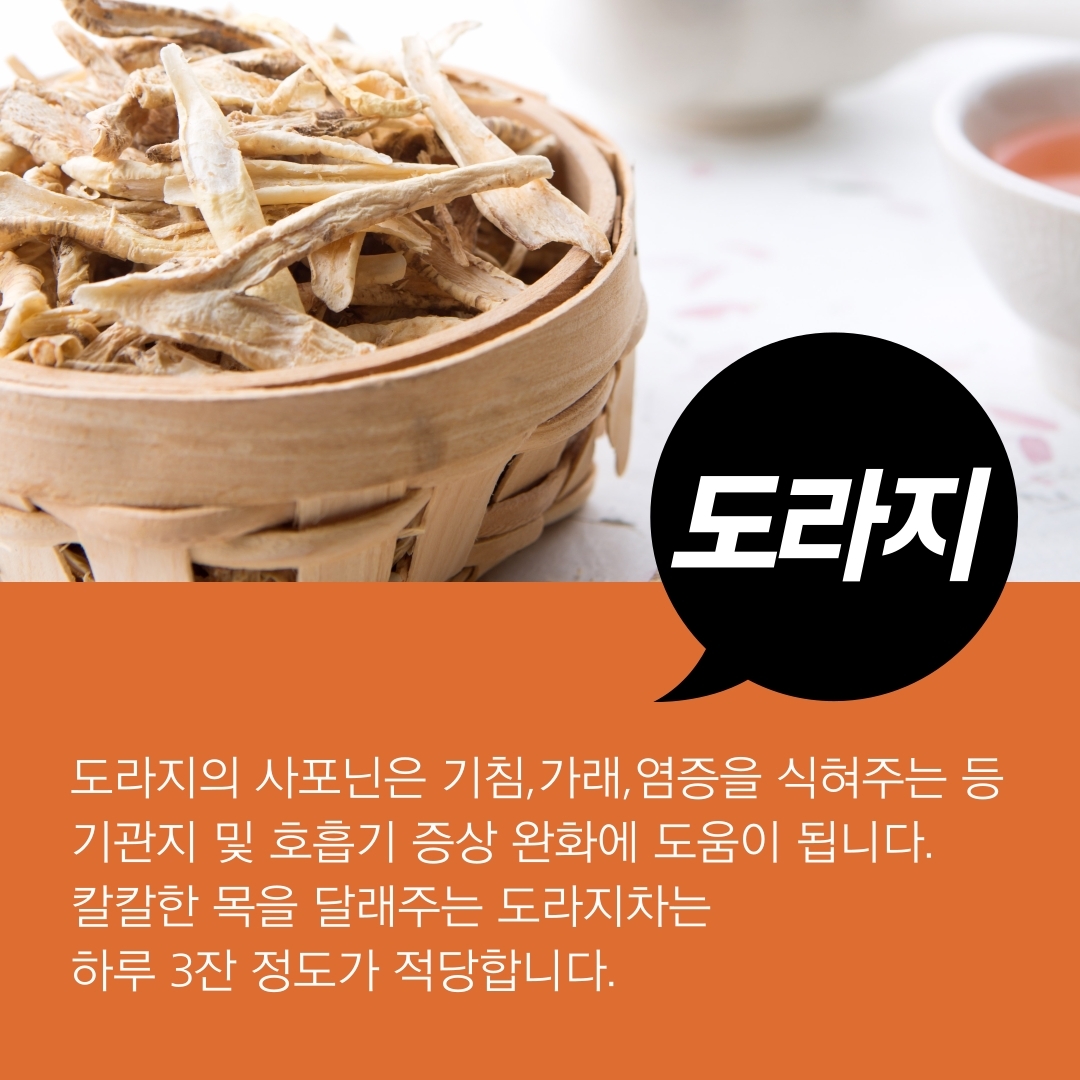 도라지
도라지의 사포닌은 기침,가래,염증을 식혀주는 등
기관지 및 호흡기 증상 완화에 도움이 됩니다.
칼칼한 목을 달래주는 도라지차는
하루 3잔 정도가 적당합니다.